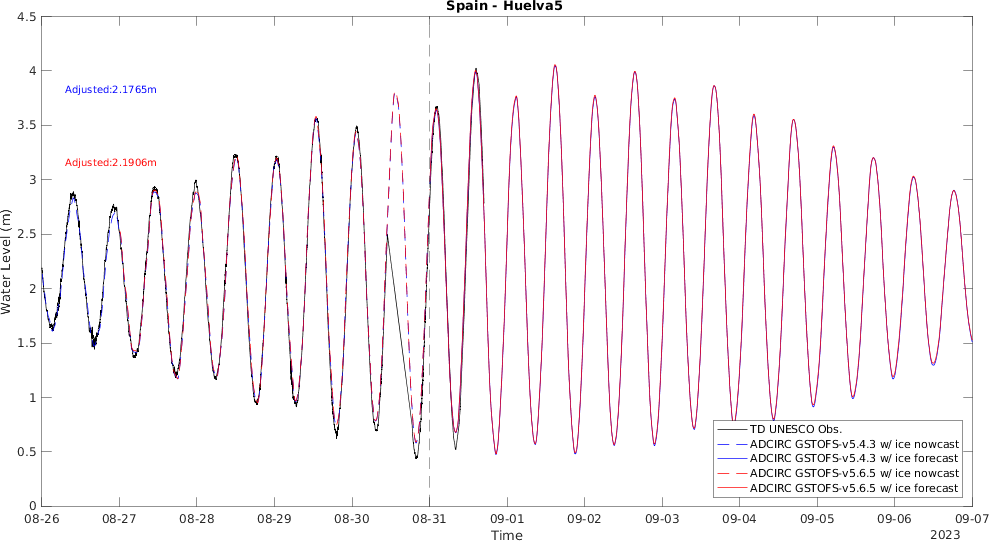 Spain - Huelva5
4.5
4
3.5
3
2.5
2
1.5
1
0.5
0
Water Level (m)
Adjusted:2.1765m
Adjusted:2.1906m
TD UNESCO Obs.
ADCIRC GSTOFS-v5.4.3 w/ ice nowcast
ADCIRC GSTOFS-v5.4.3 w/ ice forecast
ADCIRC GSTOFS-v5.6.5 w/ ice nowcast
ADCIRC GSTOFS-v5.6.5 w/ ice forecast
08-26 08-27 08-28 08-29 08-30 08-31 09-01 09-02 09-03 09-04 09-05 09-06 09-07
Time
2023